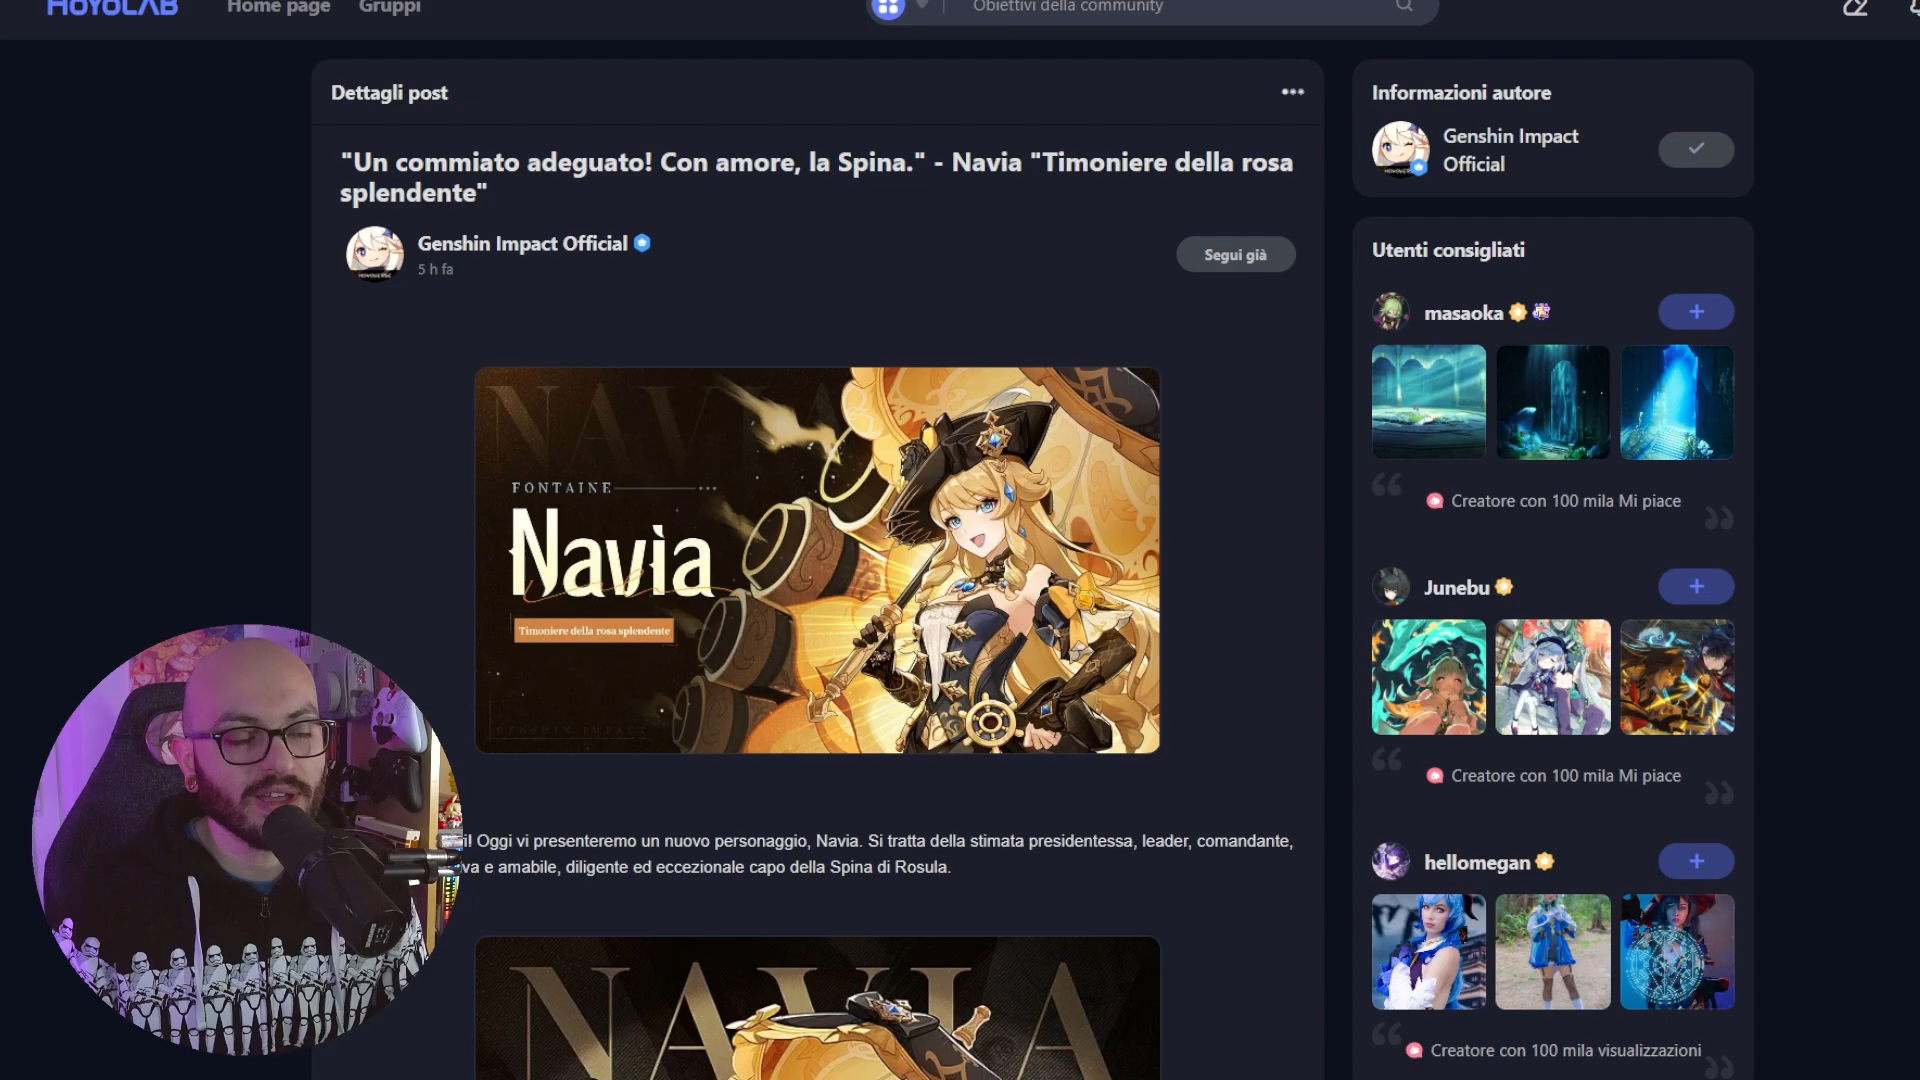 HOYOLAB
Home page
Gruppi
Obiettivi della community
Dettagli post
"Un commiato adeguato! Con amore, la Spina." - Navia "Timoniere della rosa
splendente"
Genshin Impact Official
5 h fa
Segui già
NAVIA
FONTAINE
Navia
Timoniere della rosa splendente
GENSHIN IMPACT
Oggi vi presenteremo un nuovo personaggio, Navia. Si tratta della stimata presidentessa, leader, comandante,
e amabile, diligente ed eccezionale capo della Spina di Rosula.
NAVIA
Informazioni autore
Genshin Impact
Official
Utenti consigliati
masaoka
Creatore con 100 mila Mi piace
Junebu
Creatore con 100 mila Mi piace
hellomegan
Creatore con 100 mila visualizzazioni